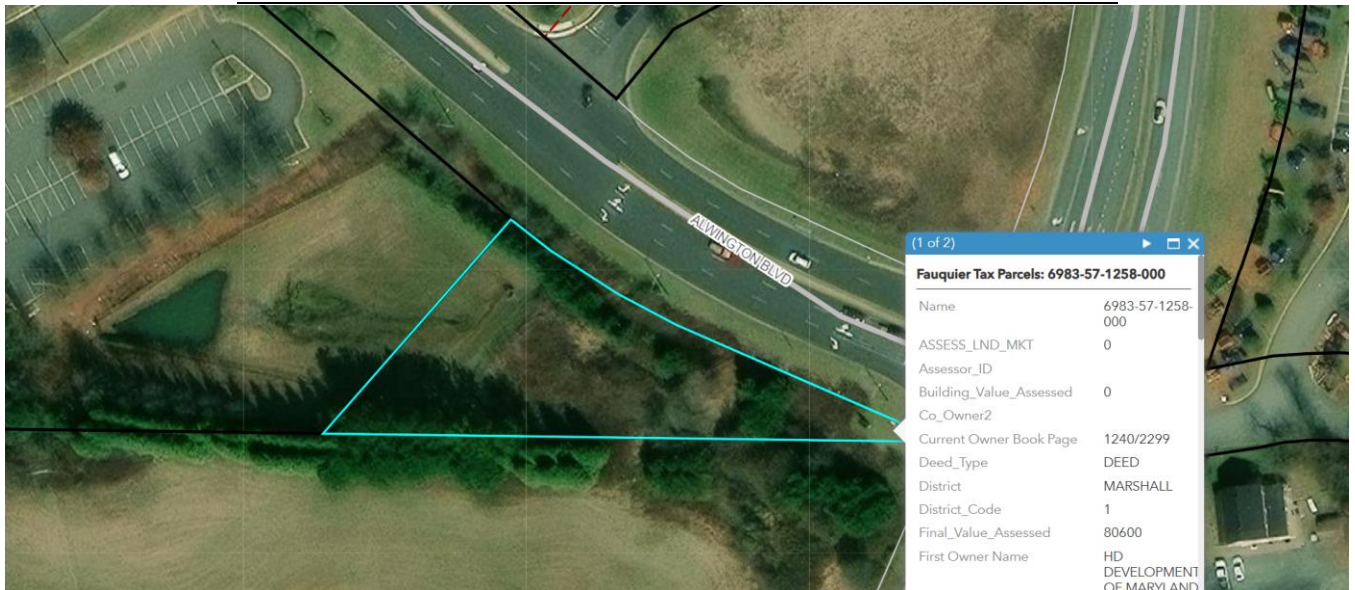 ALWINGTON BLVD
(1 of 2)
Fauquier Tax Parcels: 6983-57-1258-000
Name 6983-57-1258-
000
ASSESS_LND_MKT 0
Assessor_ID
Building_Value_Assessed 0
Co_Owner2
Current Owner Book Page 1240/2299
Deed_Type DEED
District MARSHALL
District_Code 1
Final_Value_Assessed 80600
First Owner Name HD
DEVELOPMENT
OF MARYLAND